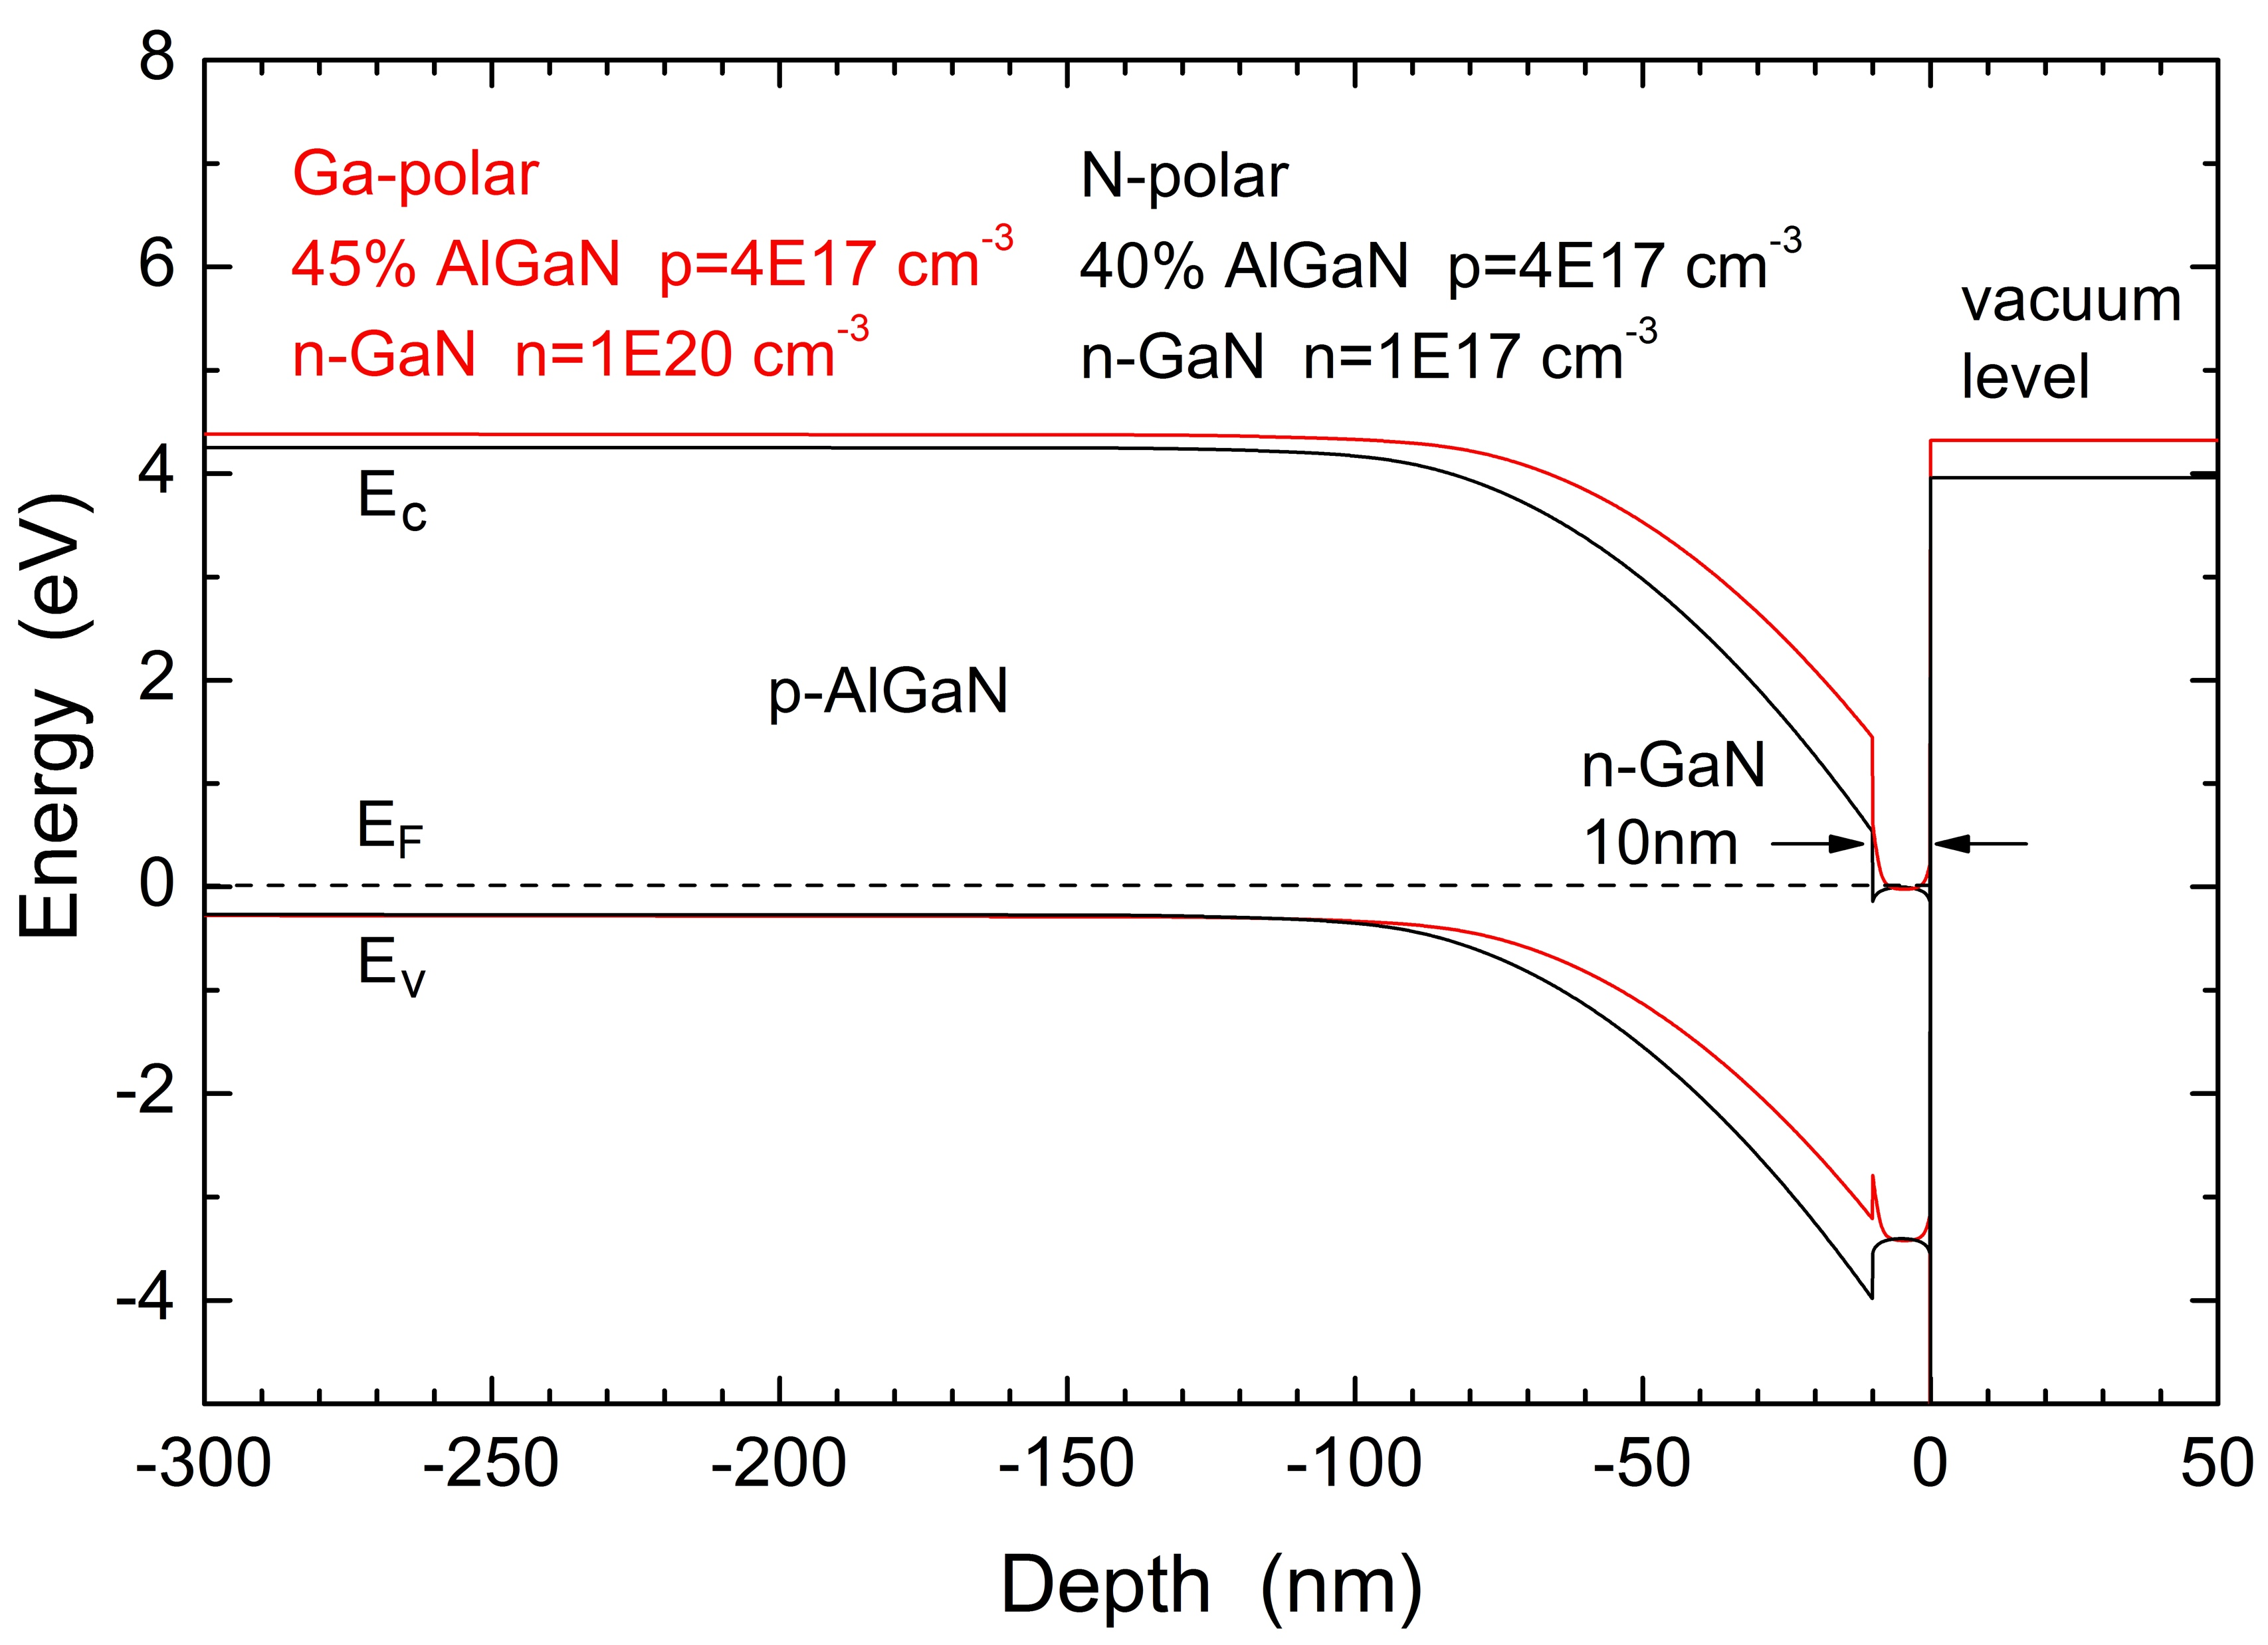 8
6
4
2
0
-2
-4
Energy (eV)
Ga-polar
45% AlGaN p=4E17 cm-3
n-GaN n=1E20 cm-3
N-polar
40% AlGaN p=4E17 cm-3
n-GaN n=1E17 cm-3
vacuum
level
Ec
p-AlGaN
n-GaN
10nm
EF
Ev
-300 -250 -200 -150 -100 -50 0 50
Depth (nm)